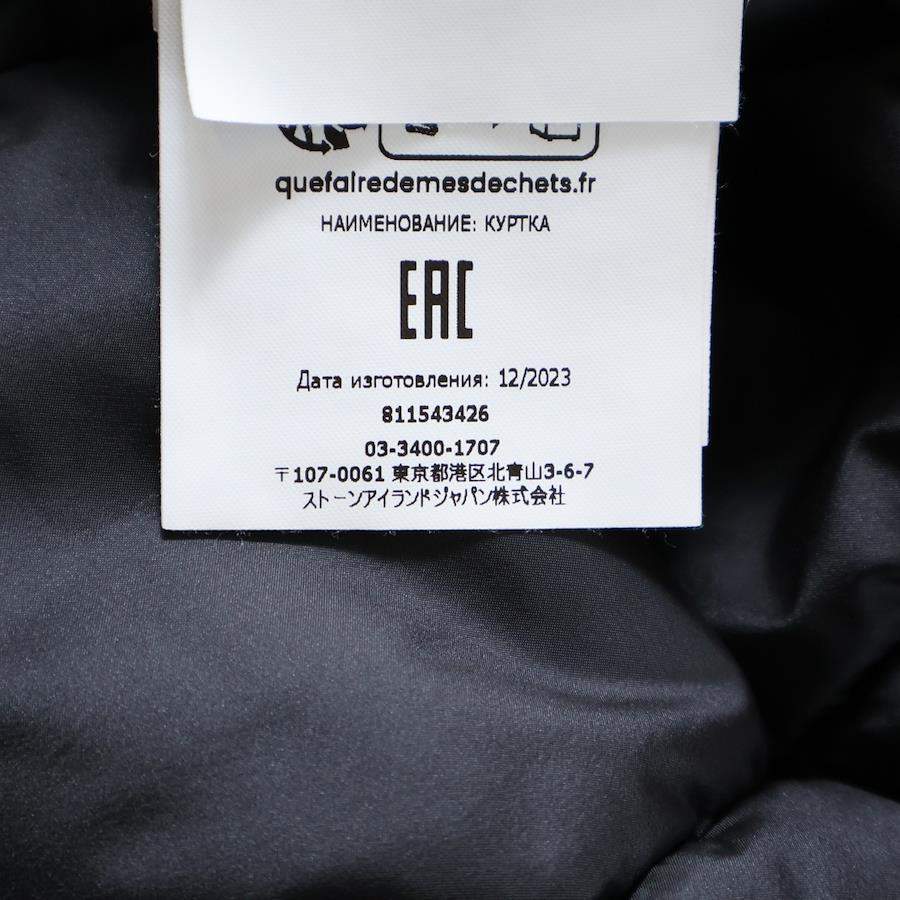 quefairedemesdechets.fr
НАИМЕНОВАНИЕ: КУРТКА
EAC
Дата изготовления: 12/2023
811543426
03-3400-1707
〒107-0061 東京都港区北青山3-6-7
ストーンアイランドジャパン株式会社